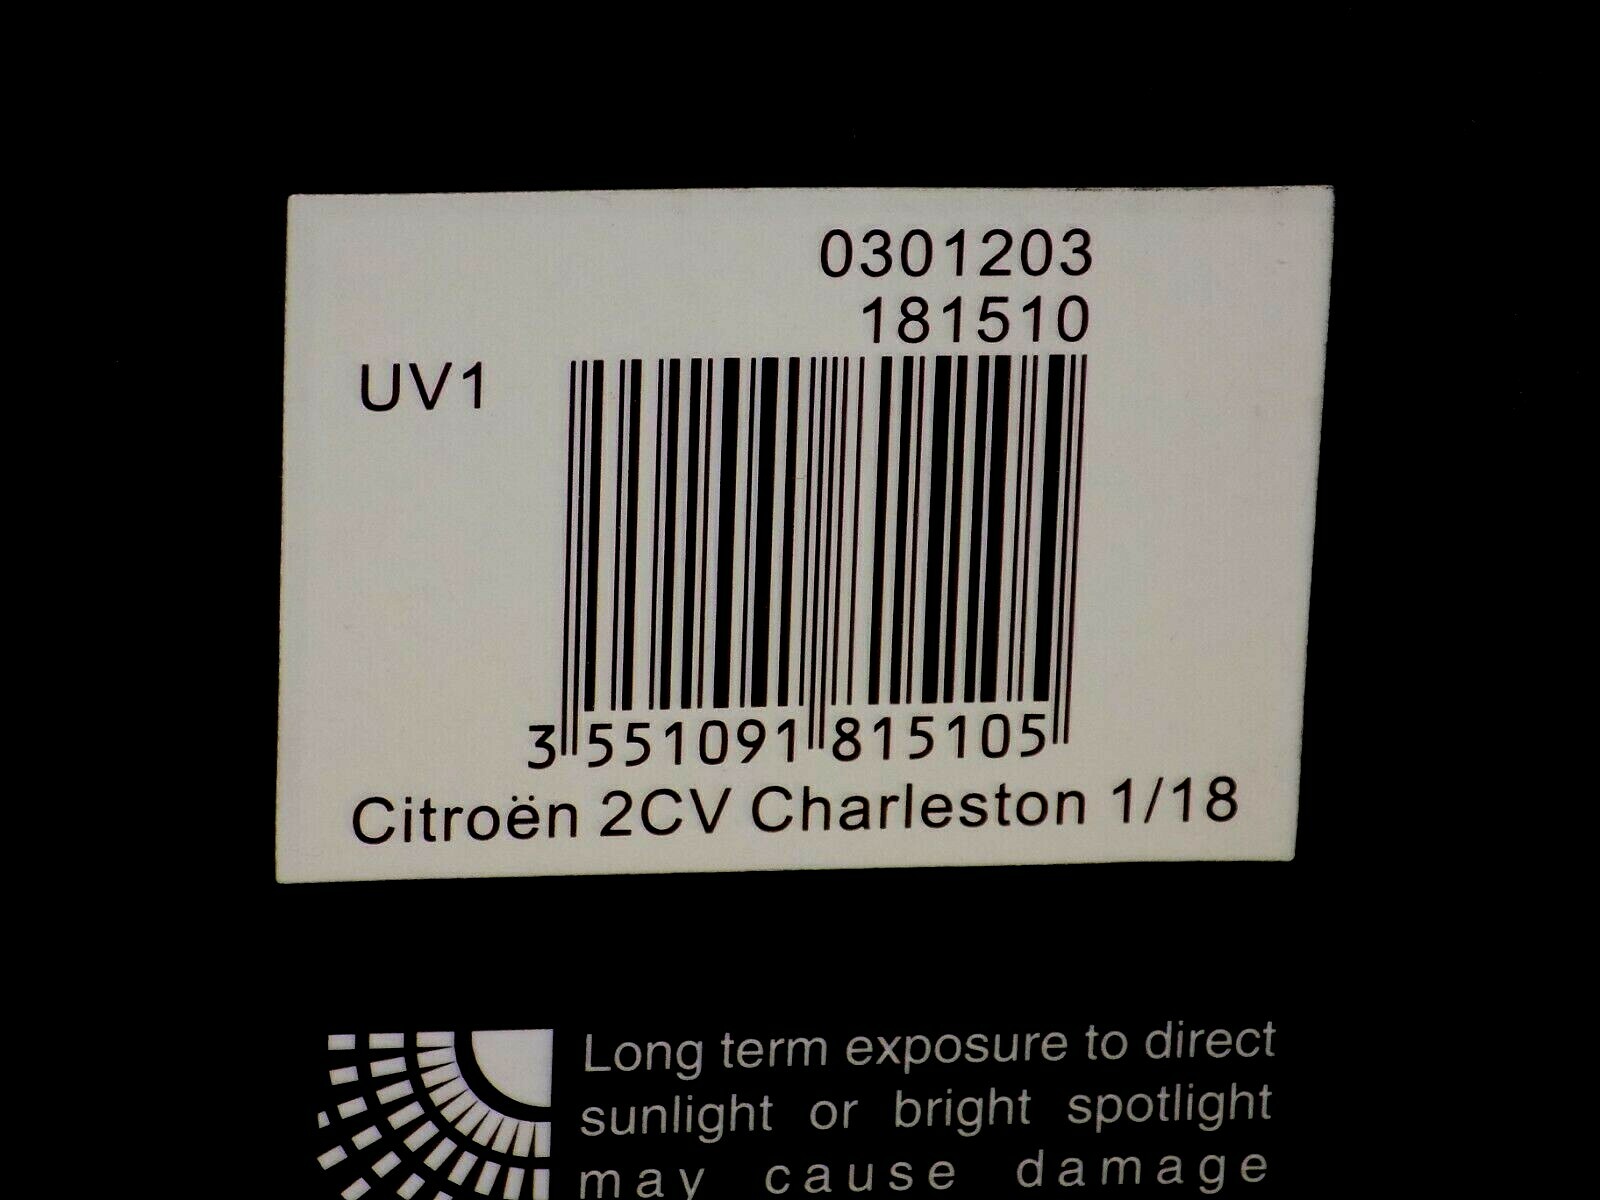 0301203
181510
UV1
3 551091 815105
Citroën 2CV Charleston 1/18
Long term exposure to direct
sunlight or bright spotlight
may cause damage